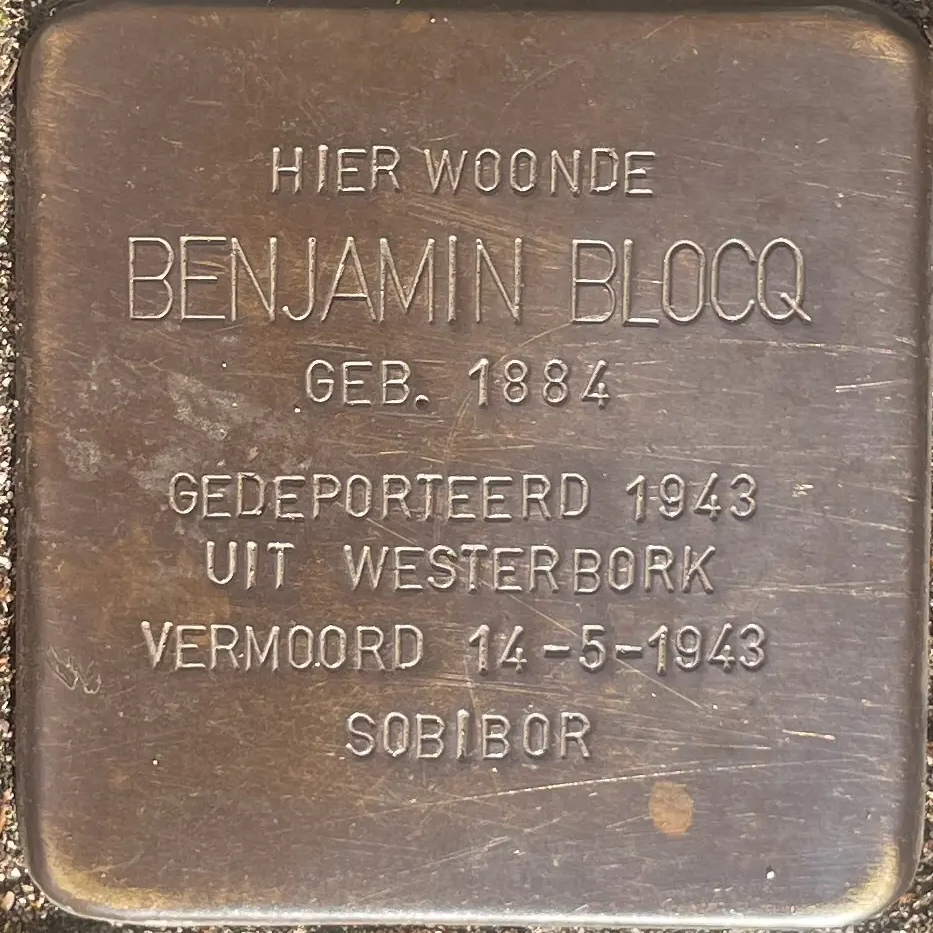 HIER WOONDE
BENJAMIN BLOCQ
GEB. 1884
GEDEPORTEERD 1943
UIT WESTERBORK
VERMOORD 14-5-1943
SOBIBOR